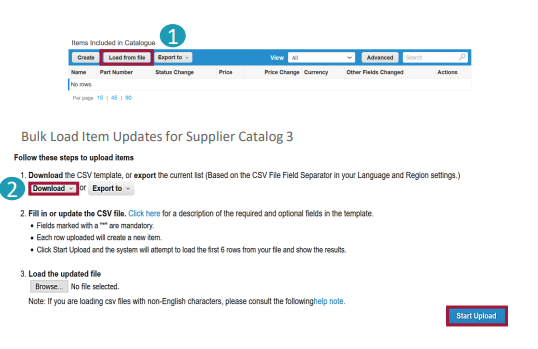 Items Included in Catalogue
1
Create Load from file Export to View All Advanced Search
Name Part Number Status Change Price Price Change Currency Other Fields Changed Actions
No rows.
Per page 15 | 45 | 90
Bulk Load Item Updates for Supplier Catalog 3
Follow these steps to upload items
1. Download the CSV template, or export the current list (Based on the CSV File Field Separator in your Language and Region settings.)
2 Download or Export to
2. Fill in or update the CSV file. Click here for a description of the required and optional fields in the template.
• Fields marked with a "*" are mandatory.
• Each row uploaded will create a new item.
• Click Start Upload and the system will attempt to load the first 6 rows from your file and show the results.
3. Load the updated file
Browse... No file selected.
Note: If you are loading csv files with non-English characters, please consult the followinghelp note.
Start Upload